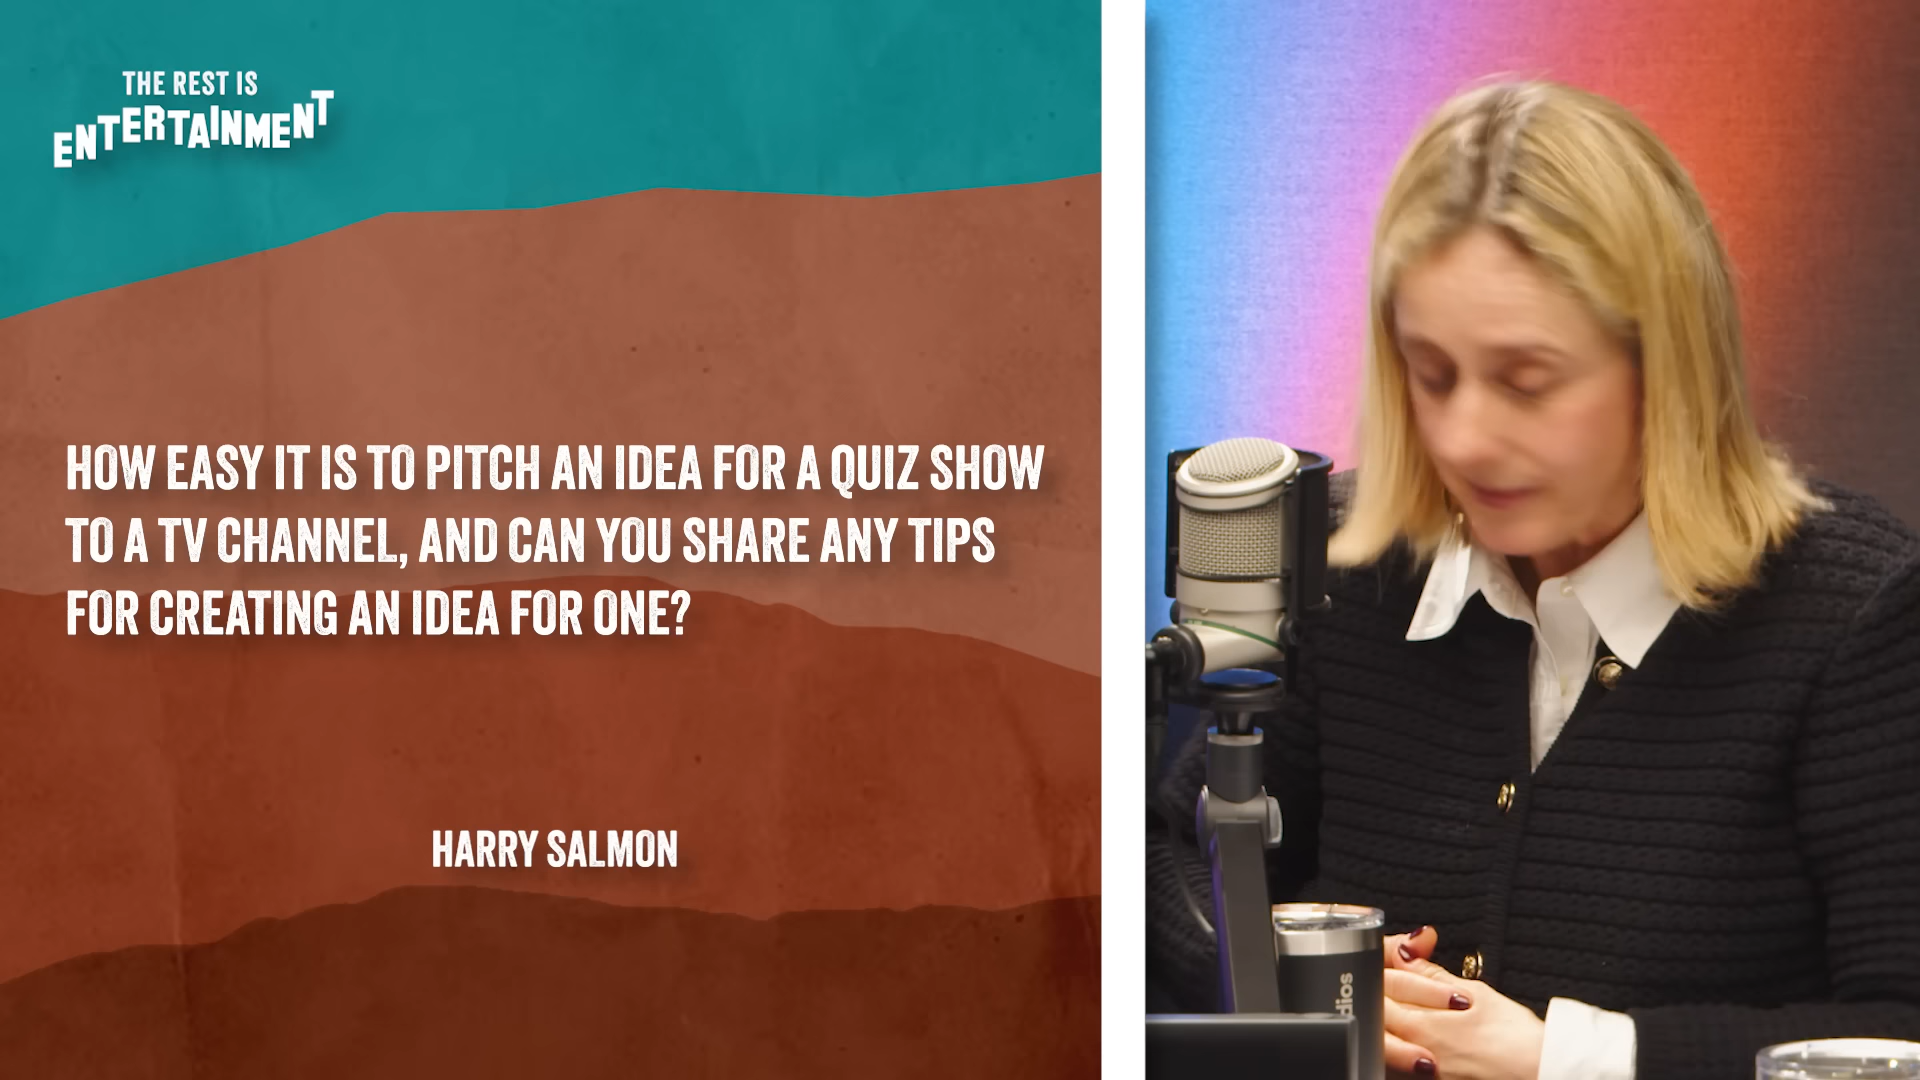 THE REST IS
ENTERTAINMENT
HOW EASY IT IS TO PITCH AN IDEA FOR A QUIZ SHOW
TO A TV CHANNEL, AND CAN YOU SHARE ANY TIPS
FOR CREATING AN IDEA FOR ONE?
HARRY SALMON
dios